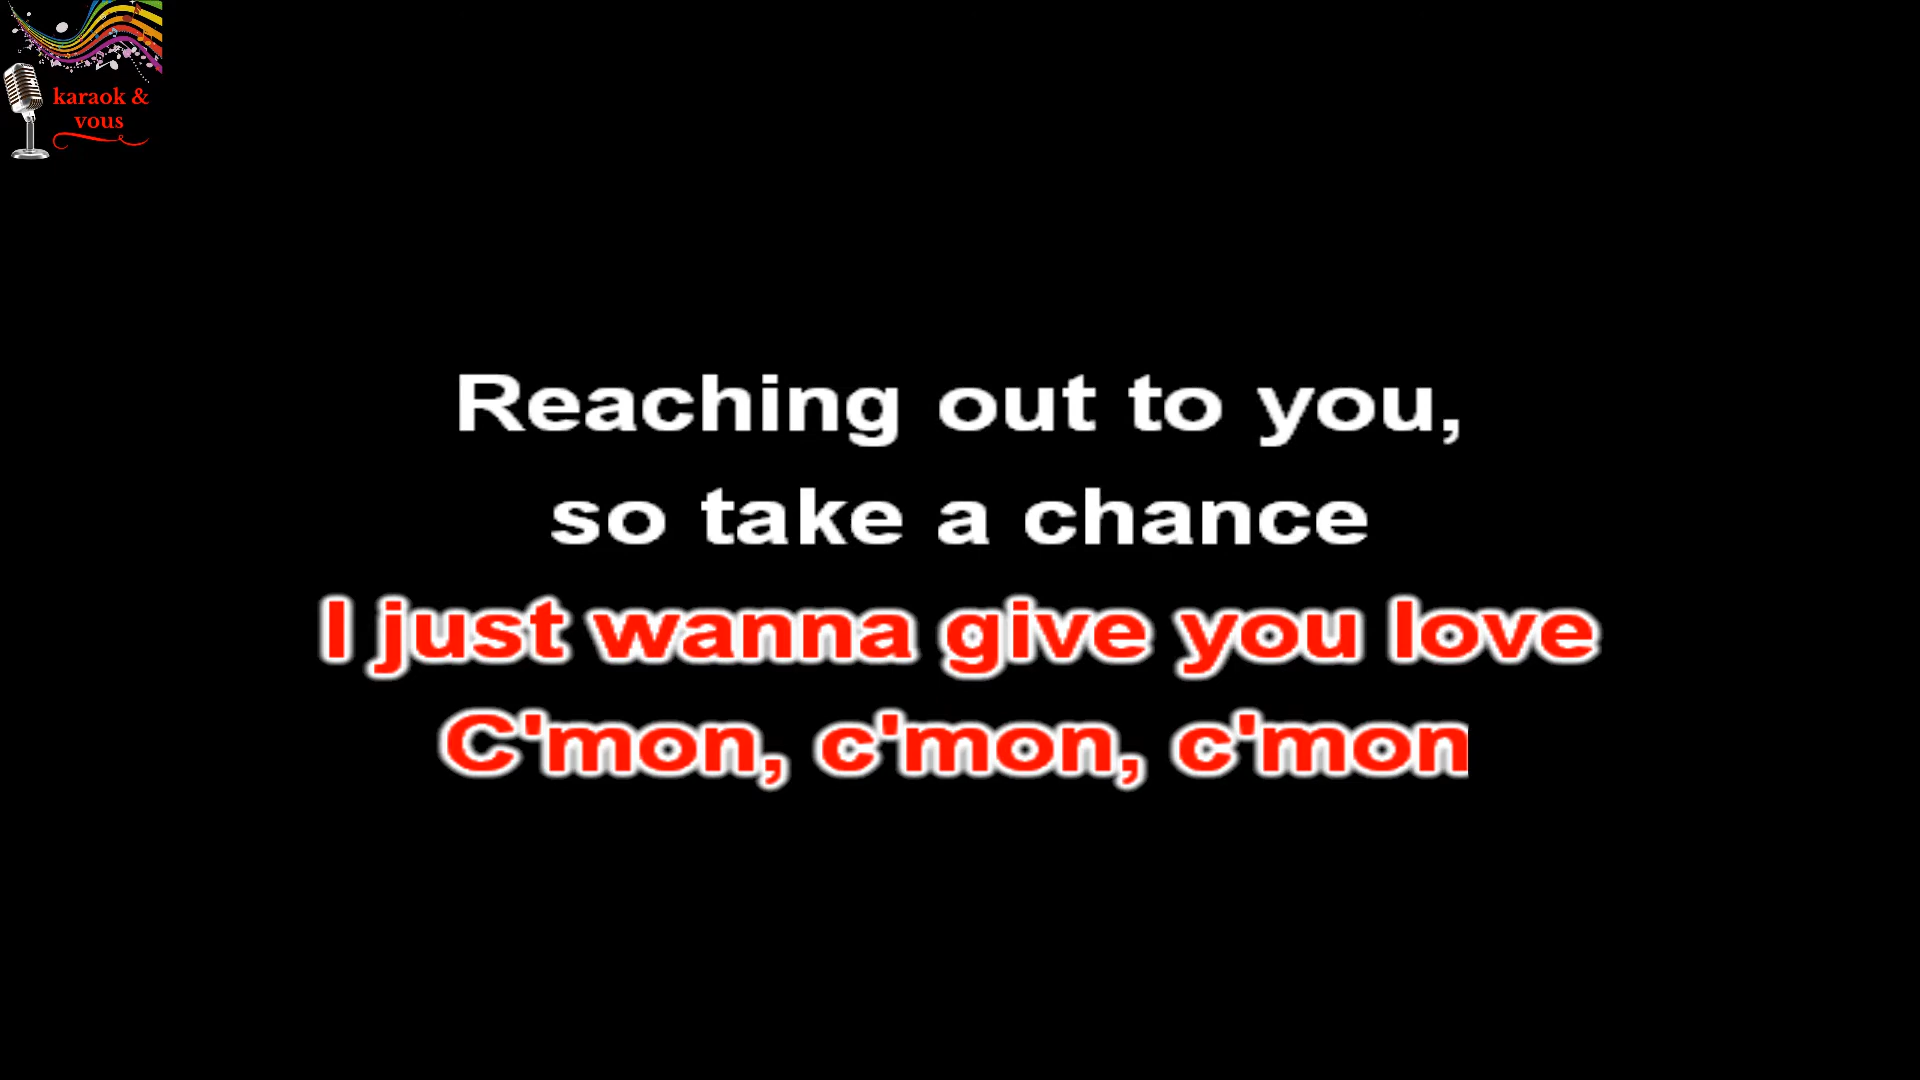 karaok &
vous
Reaching out to you,
so take a chance
I just wanna give you love
C'mon, c'mon, c'mon